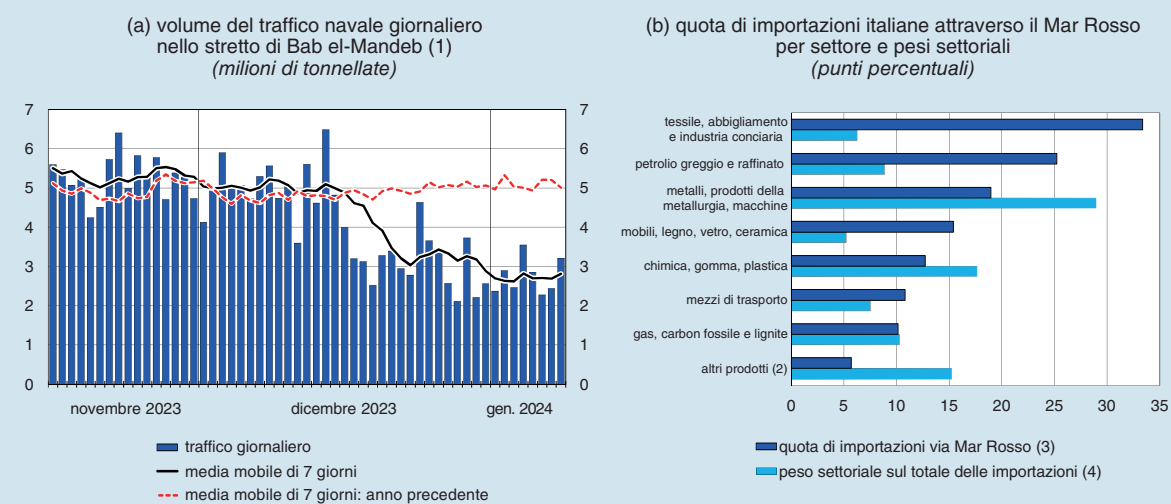 (a) volume del traffico navale giornaliero
nello stretto di Bab el-Mandeb (1)
(milioni di tonnellate)
7
6
5
4
3
2
1
0
7
6
5
4
3
2
1
0
novembre 2023
dicembre 2023
gen. 2024
traffico giornaliero
media mobile di 7 giorni
media mobile di 7 giorni: anno precedente
(b) quota di importazioni italiane attraverso il Mar Rosso
per settore e pesi settoriali
(punti percentuali)
tessile, abbigliamento
e industria conciaria
petrolio greggio e raffinato
metalli, prodotti della
metallurgia, macchine
mobili, legno, vetro, ceramica
chimica, gomma, plastica
mezzi di trasporto
gas, carbon fossile e lignite
altri prodotti (2)
0 5 10 15 20 25 30 35
quota di importazioni via Mar Rosso (3)
peso settoriale sul totale delle importazioni (4)